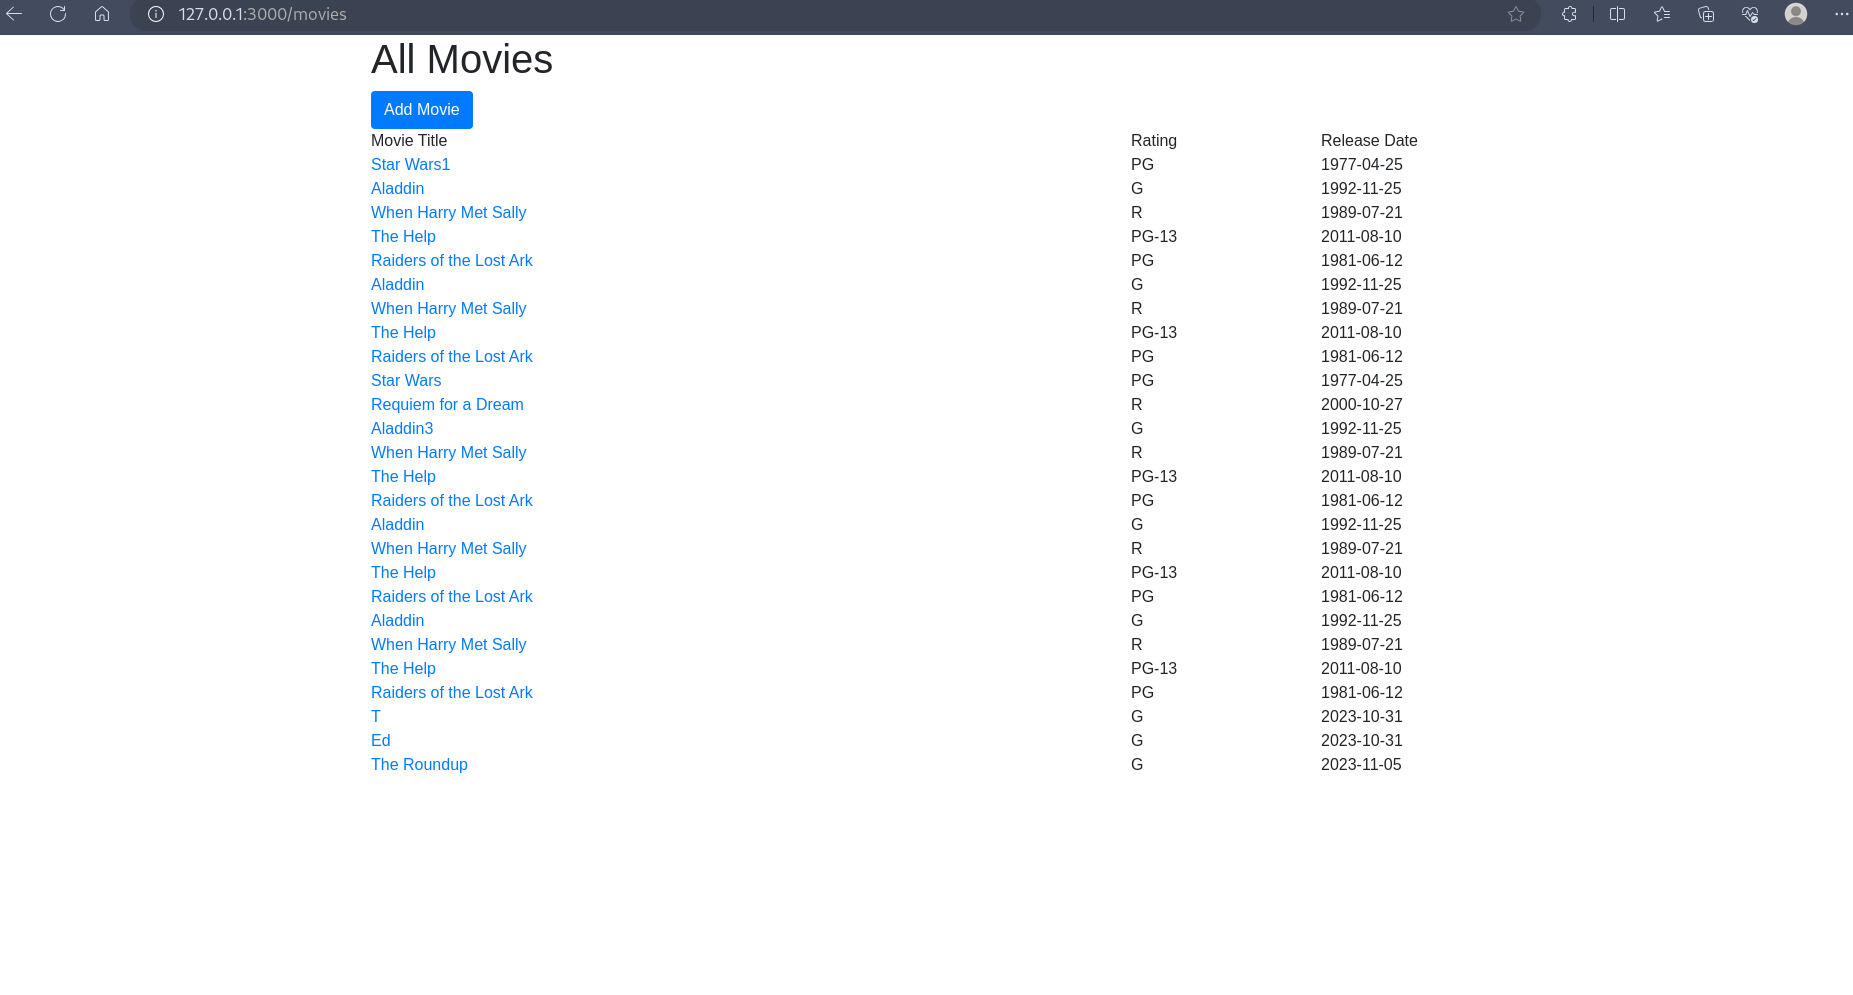 127.0.0.1:3000/movies
All Movies
Add Movie
Movie Title Rating Release Date
Star Wars1 PG 1977-04-25
Aladdin G 1992-11-25
When Harry Met Sally R 1989-07-21
The Help PG-13 2011-08-10
Raiders of the Lost Ark PG 1981-06-12
Aladdin G 1992-11-25
When Harry Met Sally R 1989-07-21
The Help PG-13 2011-08-10
Raiders of the Lost Ark PG 1981-06-12
Star Wars PG 1977-04-25
Requiem for a Dream R 2000-10-27
Aladdin3 G 1992-11-25
When Harry Met Sally R 1989-07-21
The Help PG-13 2011-08-10
Raiders of the Lost Ark PG 1981-06-12
Aladdin G 1992-11-25
When Harry Met Sally R 1989-07-21
The Help PG-13 2011-08-10
Raiders of the Lost Ark PG 1981-06-12
Aladdin G 1992-11-25
When Harry Met Sally R 1989-07-21
The Help PG-13 2011-08-10
Raiders of the Lost Ark PG 1981-06-12
T G 2023-10-31
Ed G 2023-10-31
The Roundup G 2023-11-05